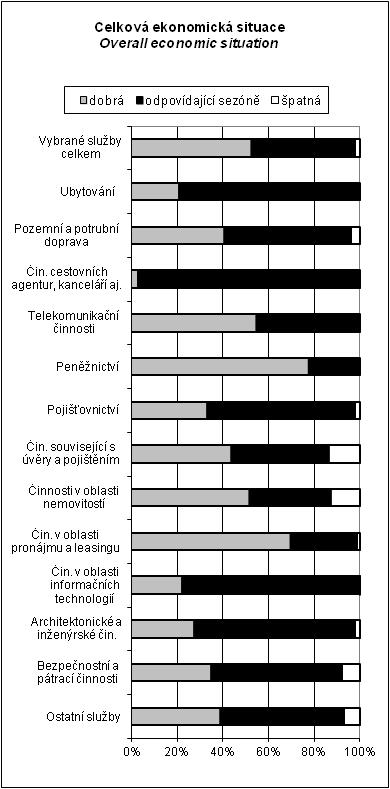 Celková ekonomická situace
Overall economic situation
dobrá odpovídající sezóně špatná
Vybrané služby
celkem
Ubytování
Pozemní a potrubní
doprava
Čin. cestovních
agentur, kanceláří aj.
Telekomunikační
činnosti
Peněžnictví
Pojišťovnictví
Čin. související s
úvěry a pojištěním
Činnosti v oblasti
nemovitostí
Čin. v oblasti
pronájmu a leasingu
Čin. v oblasti
informačních
technologií
Architektonické a
inženýrské čin.
Bezpečnostní a
pátrací činnosti
Ostatní služby
0% 20% 40% 60% 80% 100%